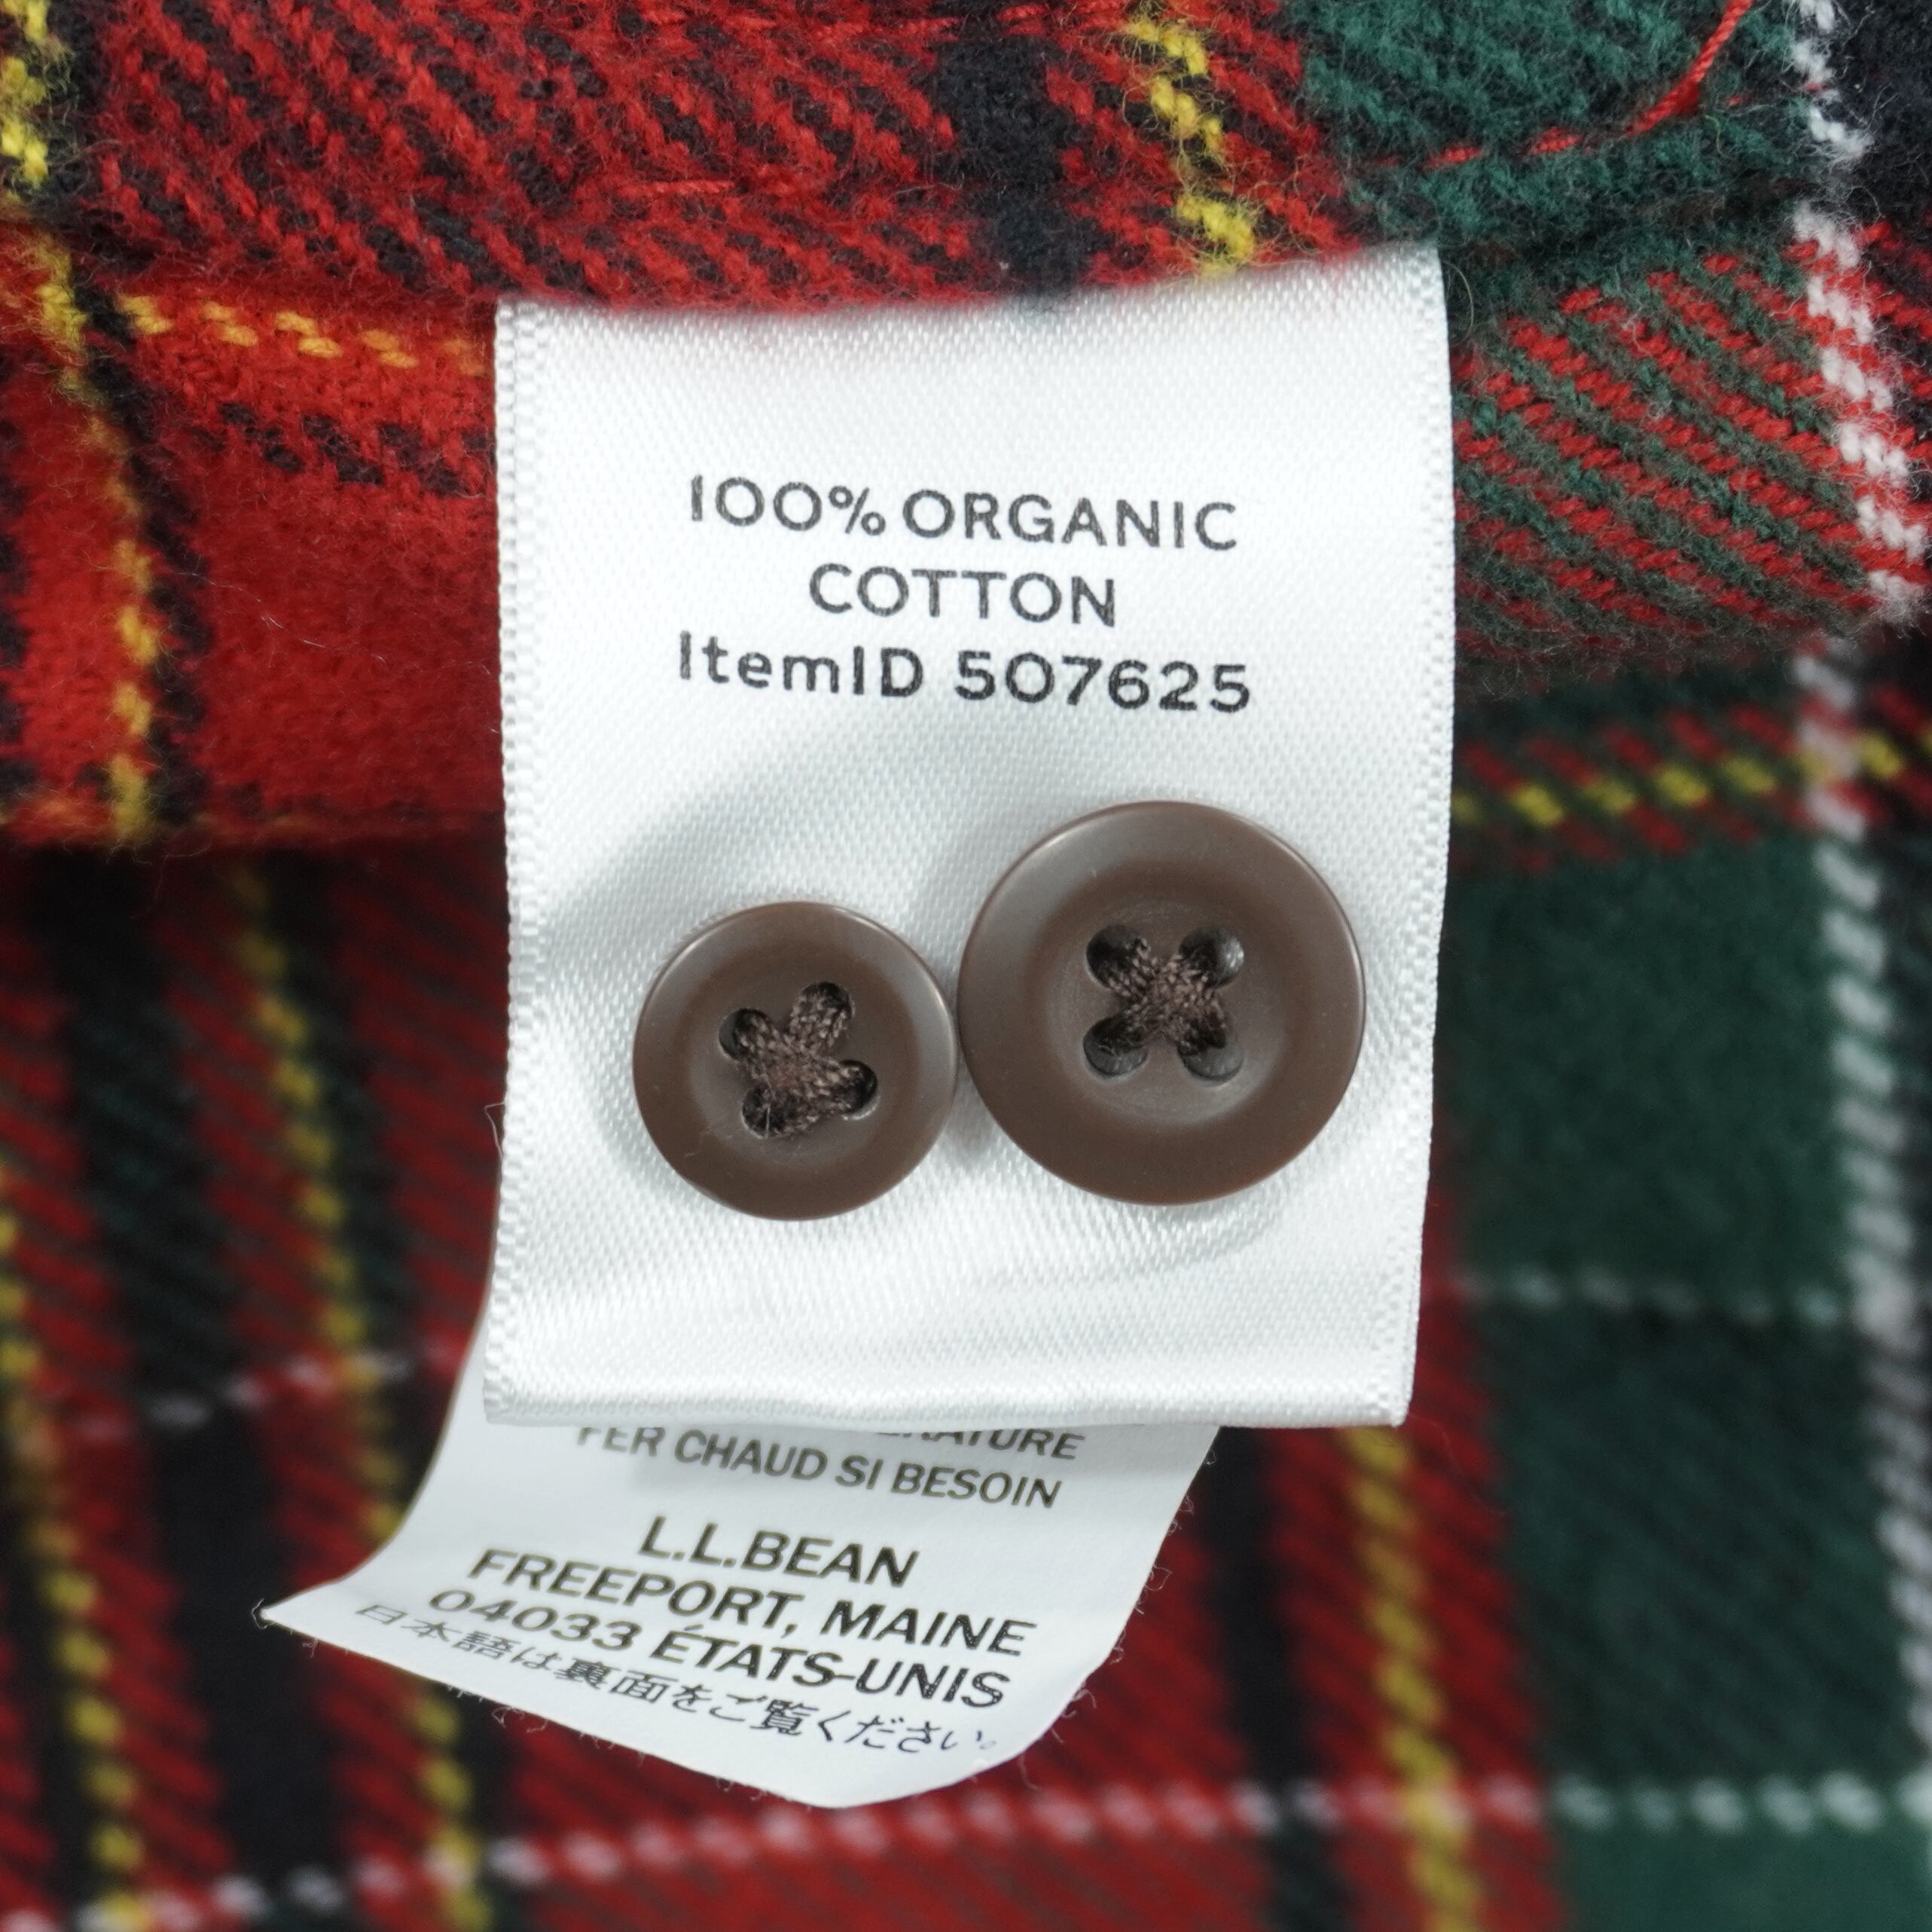 100% ORGANIC
COTTON
ItemID 507625
FER CHAUD SI BESOIN
L.L.BEAN
FREEPORT, MAINE
04033 ÉTATS-UNIS
日本語は裏面をご覧ください。